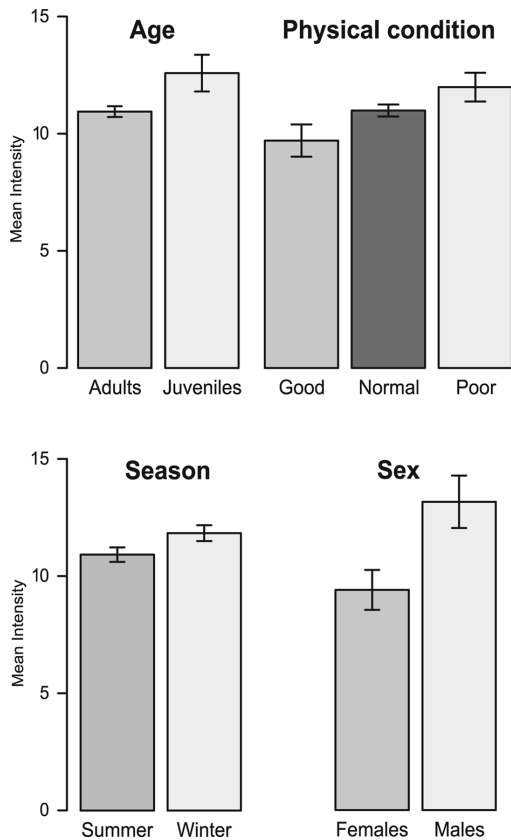 Age
Physical condition
15
10
5
0
Mean Intensity
Adults
Juveniles
Good
Normal
Poor
Season
Sex
15
10
5
0
Mean Intensity
Summer
Winter
Females
Males